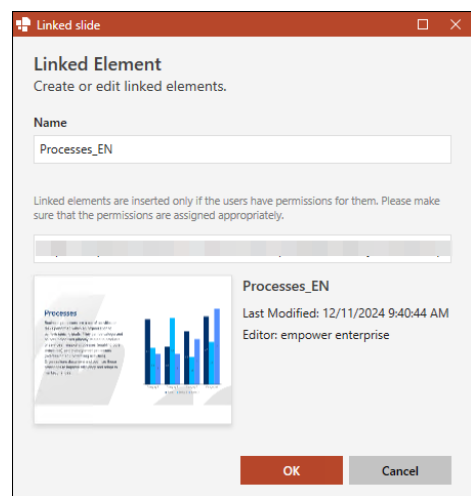 Linked slide
Linked Element
Create or edit linked elements.
Name
Processes_EN
Linked elements are inserted only if the users have permissions for them. Please make
sure that the permissions are assigned appropriately.
Processes_EN
Last Modified: 12/11/2024 9:40:44 AM
Editor: empower enterprise
Processes
OK
Cancel